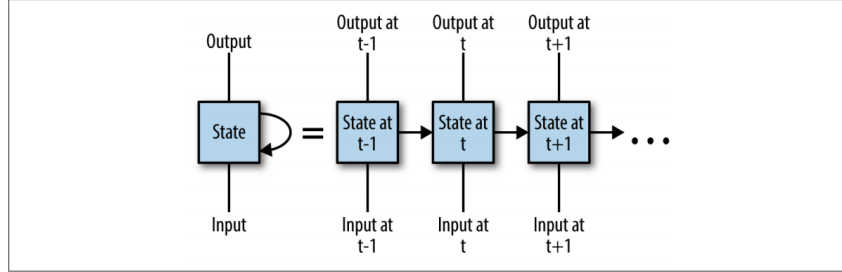 Output
Output at
t-1
Output at
t
Output at
t+1
State
=
State at
t-1
State at
t
State at
t+1
...
Input
Input at
t-1
Input at
t
Input at
t+1